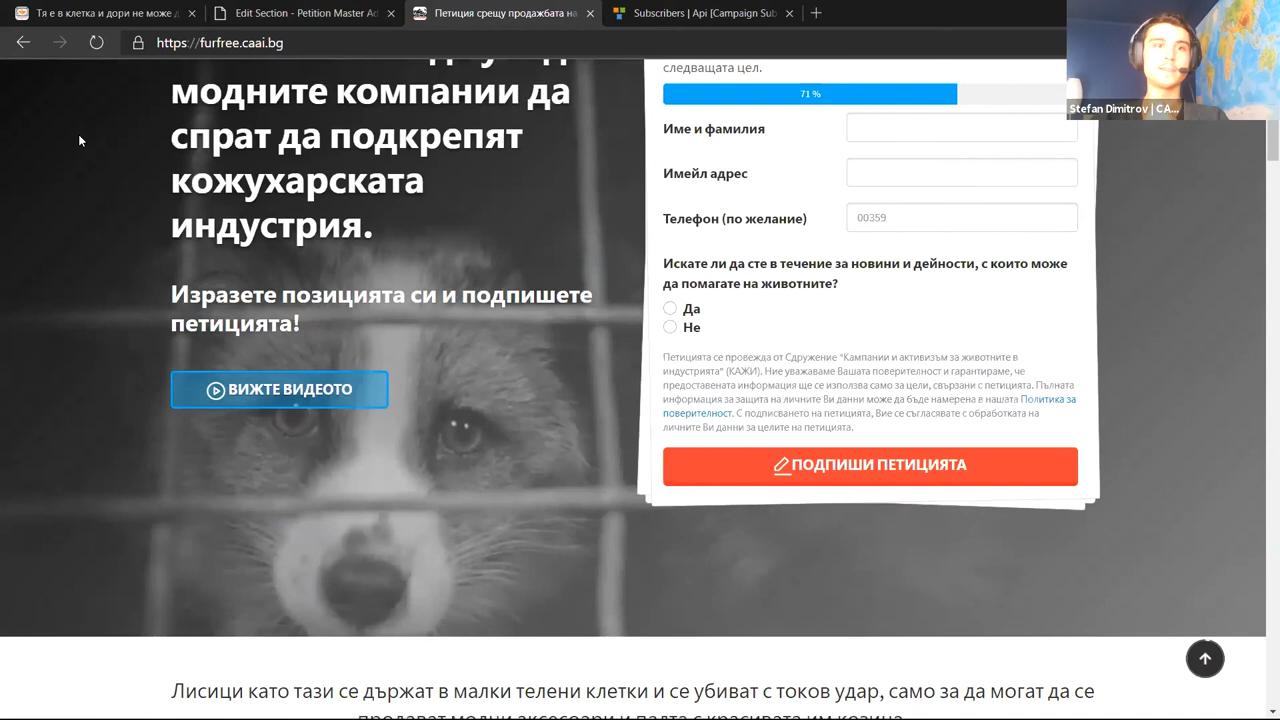 Тя е в клетка и дори не може д
Edit Section - Petition Master Ad
Петиция срещу продажбата на
Subscribers | Api [Campaign Sub
https://furfree.caai.bg
Stefan Dimitrov | CA...
модните компании да
спрат да подкрепят
кожухарската
индустрия.
Изразете позицията си и подпишете
петицията!
ВИЖТЕ ВИДЕОТО
следващата цел.
71 %
Име и фамилия
Имейл адрес
Телефон (по желание)
00359
Искате ли да сте в течение за новини и дейности, с които може
да помагате на животните?
Да
Не
Петицията се провежда от Сдружение "Кампании и активизъм за животните в
индустрията" (КАЖИ). Ние уважаваме Вашата поверителност и гарантираме, че
предоставената информация ще се използва само за цели, свързани с петицията. Пълната
информация за защита на личните Ви данни може да бъде намерена в нашата Политика за
поверителност. С подписването на петицията, Вие се съгласявате с обработката на
личните Ви данни за целите на петицията.
ПОДПИШИ ПЕТИЦИЯТА
Лисици като тази се държат в малки телени клетки и се убиват с токов удар, само за да могат да се
продават модни аксесоари и палта с красивата им козина.